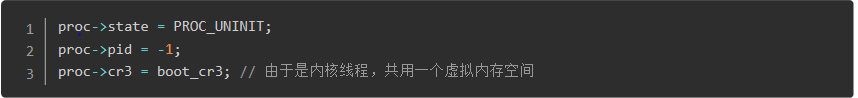 1 proc->state = PROC_UNINIT;
2 proc->pid = -1;
3 proc->cr3 = boot_cr3; // 由于是内核线程，共用一个虚拟内存空间